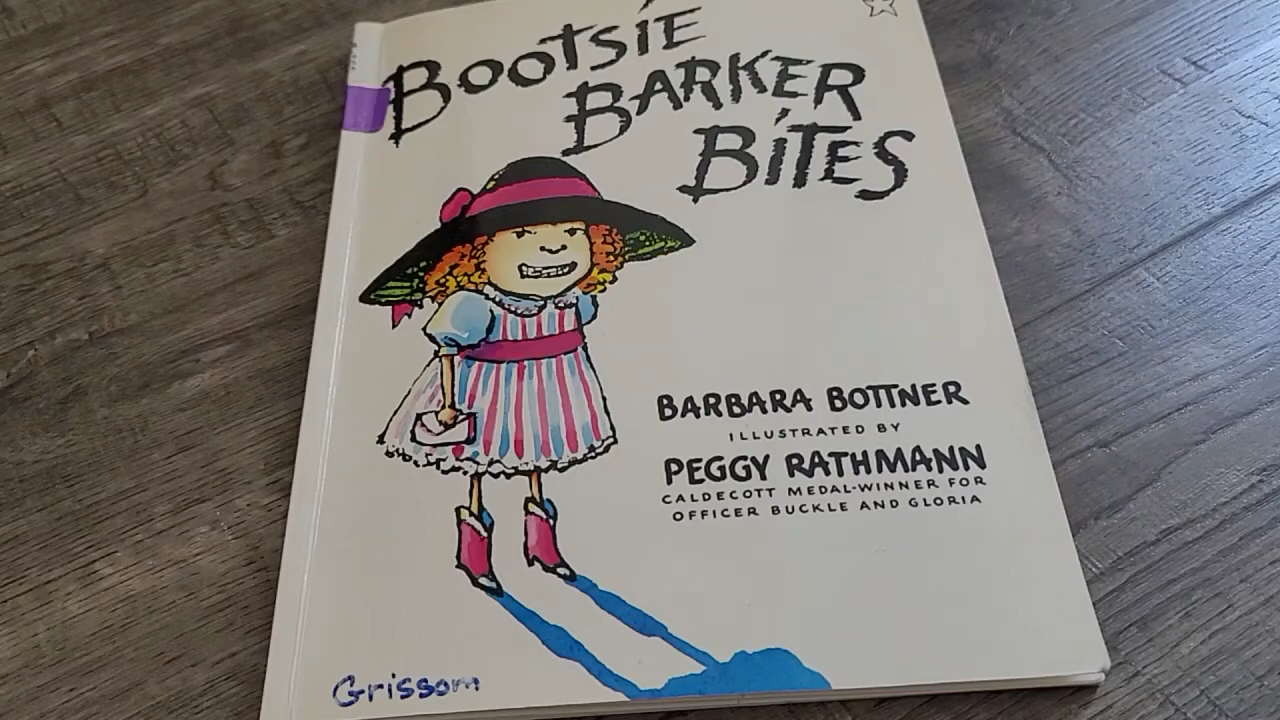 BOOTSIE
BARKER
BITES
BARBARA BOTTNER
ILLUSTRATED BY
PEGGY RATHMANN
CALDECOTT MEDAL-WINNER FOR
OFFICER BUCKLE AND GLORIA
Grissom